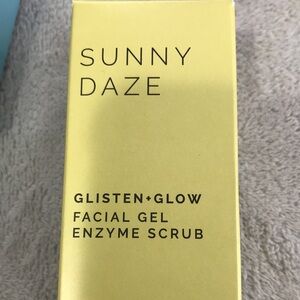 SUNNY
DAZE
GLISTEN+GLOW
FACIAL GEL
ENZYME SCRUB